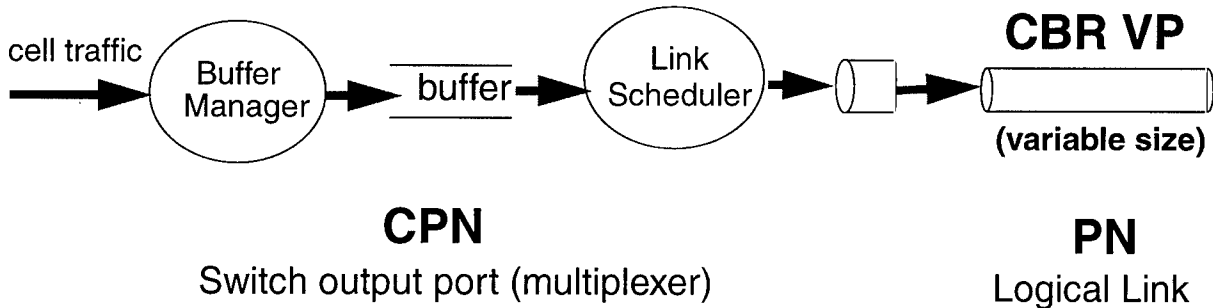 cell traffic
Buffer
Manager
buffer
Link
Scheduler
CBR VP
(variable size)
CPN
Switch output port (multiplexer)
PN
Logical Link